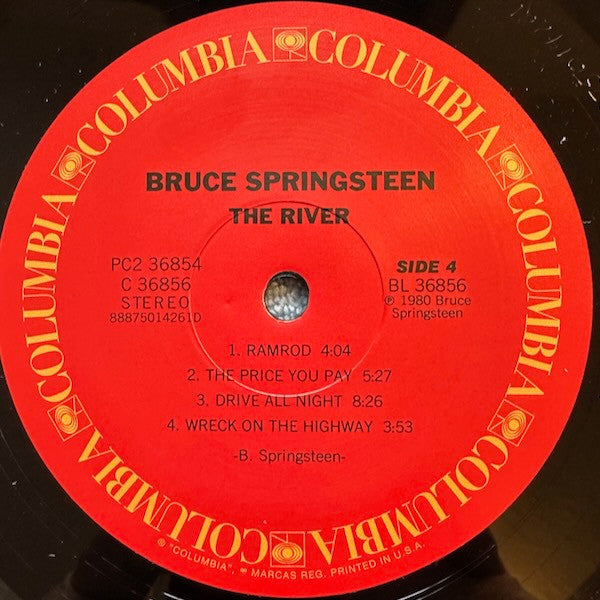 COLUMBIA COLUMBIA COLUMBIA COLUMBIA COLUMBIA COLUMBIA
BRUCE SPRINGSTEEN
THE RIVER
PC2 36854
C 36856
STEREO
88875014261D
SIDE 4
BL 36856
℗ 1980 Bruce
Springsteen
1. RAMROD 4:04
2. THE PRICE YOU PAY 5:27
3. DRIVE ALL NIGHT 8:26
4. WRECK ON THE HIGHWAY 3:53
-B. Springsteen-
® "COLUMBIA", MARCAS REG. PRINTED IN U.S.A.